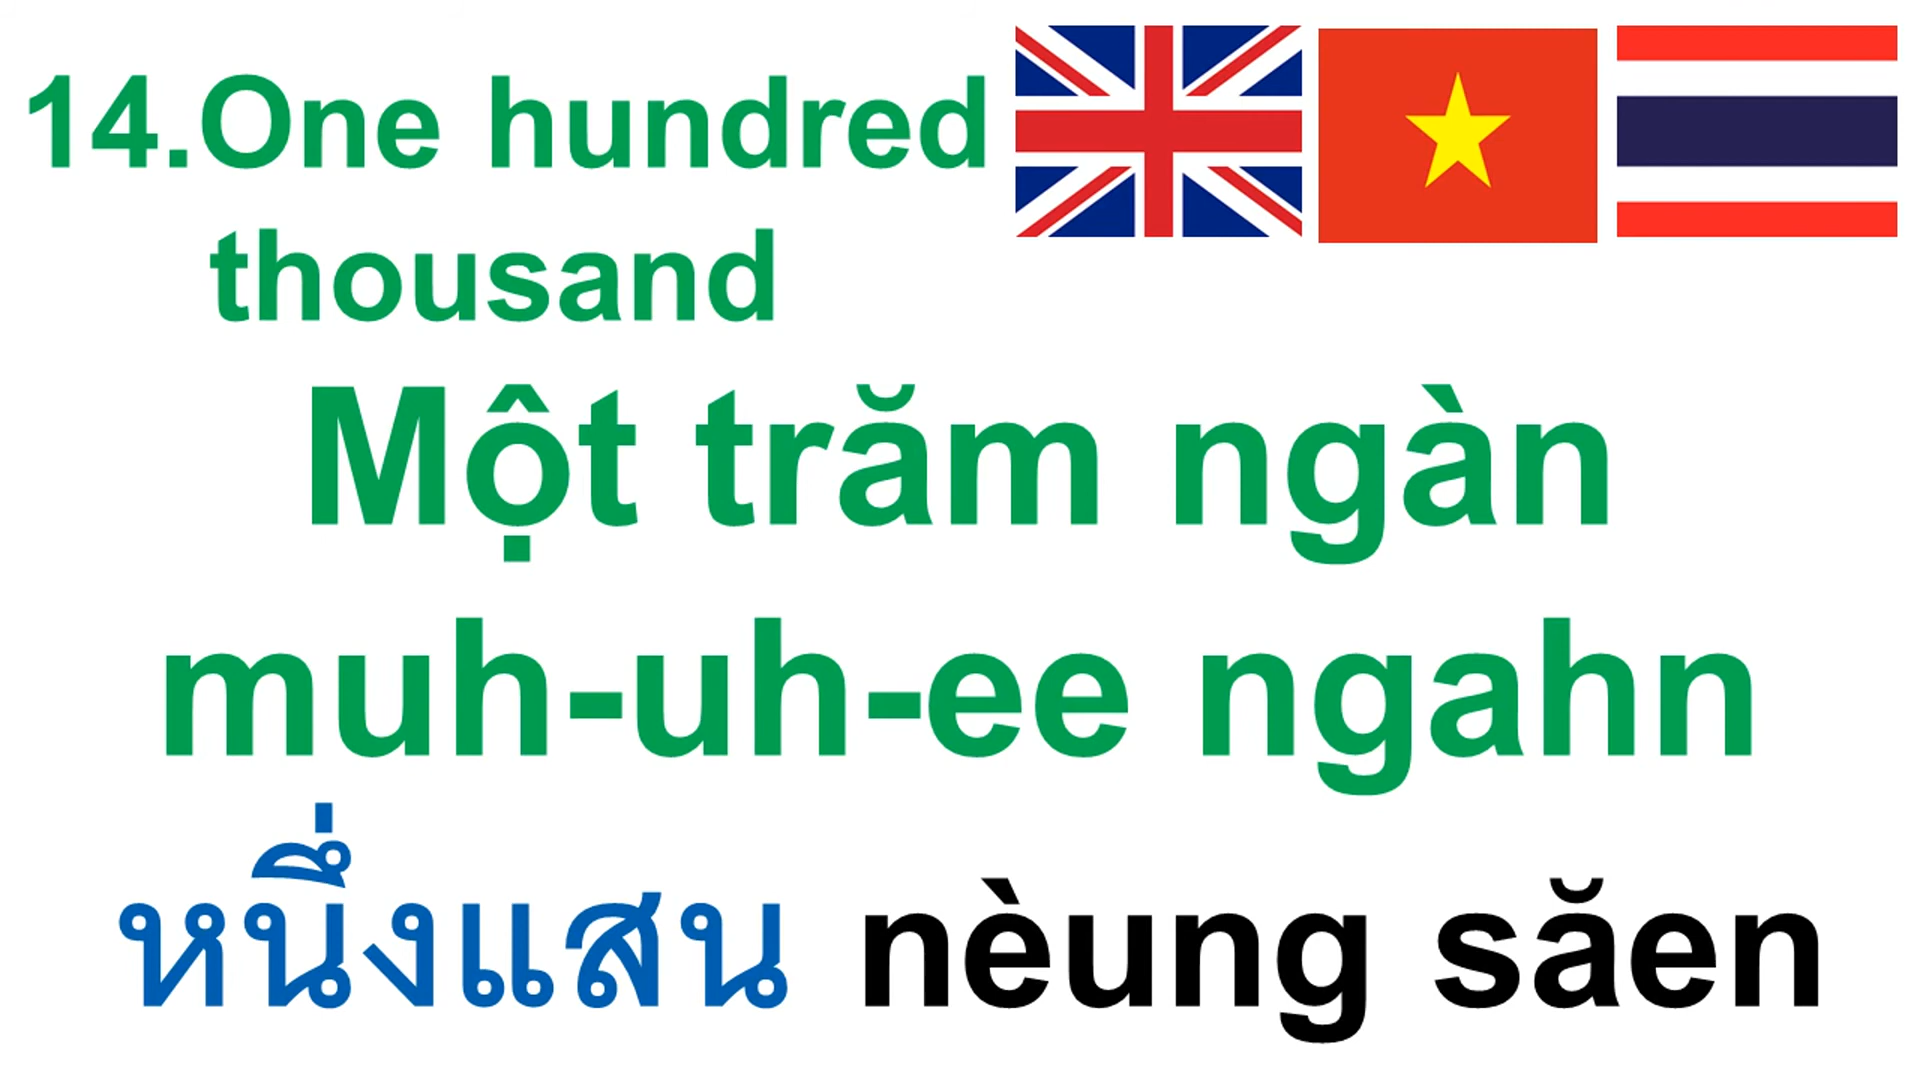 14.One hundred
thousand
Một trăm ngàn
muh-uh-ee ngahn
หนึ่งแสน nèung săen